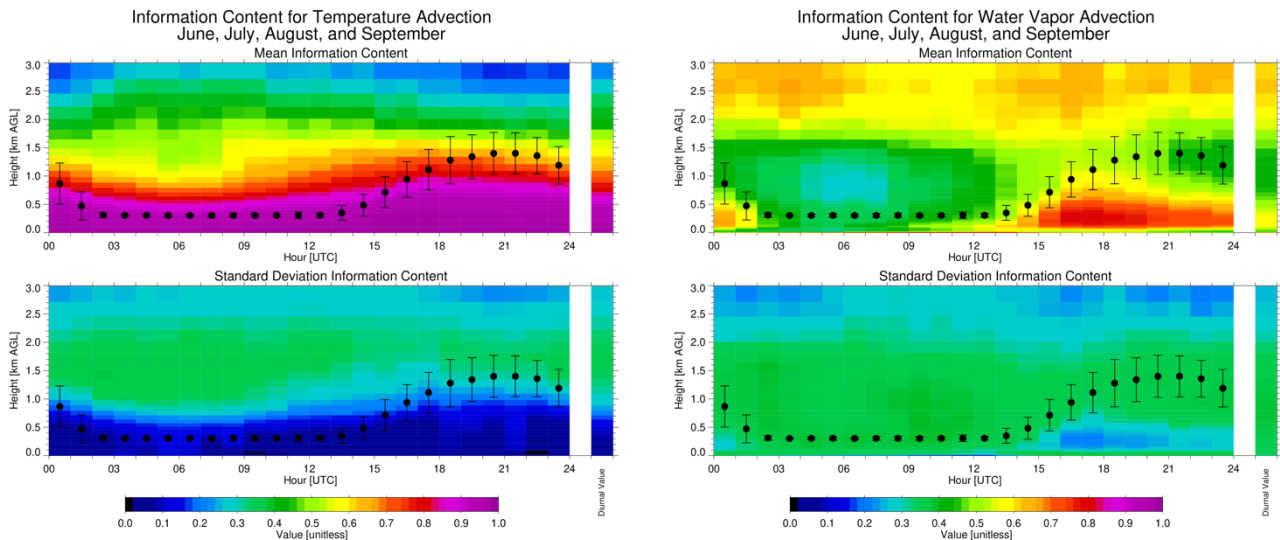 Information Content for Temperature Advection
June, July, August, and September
Mean Information Content
3.0
2.5
2.0
1.5
1.0
0.5
0.0
Height [km AGL]
00 03 06 09 12 15 18 21 24
Hour [UTC]
Standard Deviation Information Content
3.0
2.5
2.0
1.5
1.0
0.5
0.0
Height [km AGL]
00 03 06 09 12 15 18 21 24
Hour [UTC]
Diurnal Value
0.0 0.1 0.2 0.3 0.4 0.5 0.6 0.7 0.8 0.9 1.0
Value [unitless]
Information Content for Water Vapor Advection
June, July, August, and September
Mean Information Content
3.0
2.5
2.0
1.5
1.0
0.5
0.0
Height [km AGL]
00 03 06 09 12 15 18 21 24
Hour [UTC]
Standard Deviation Information Content
3.0
2.5
2.0
1.5
1.0
0.5
0.0
Height [km AGL]
00 03 06 09 12 15 18 21 24
Hour [UTC]
Diurnal Value
0.0 0.1 0.2 0.3 0.4 0.5 0.6 0.7 0.8 0.9 1.0
Value [unitless]